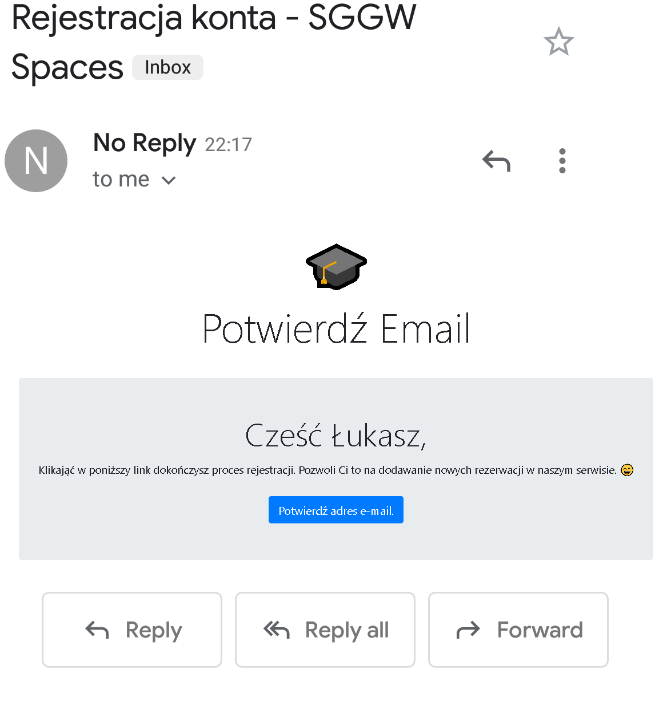 Rejestracja konta - SGGW
Spaces Inbox
N
No Reply 22:17
to me
Potwierdź Email
Cześć Łukasz,
Klikająć w poniższy link dokończysz proces rejestracji. Pozwoli Ci to na dodawanie nowych rezerwacji w naszym serwisie. 😅
Potwierdź adres e-mail.
Reply
Reply all
Forward